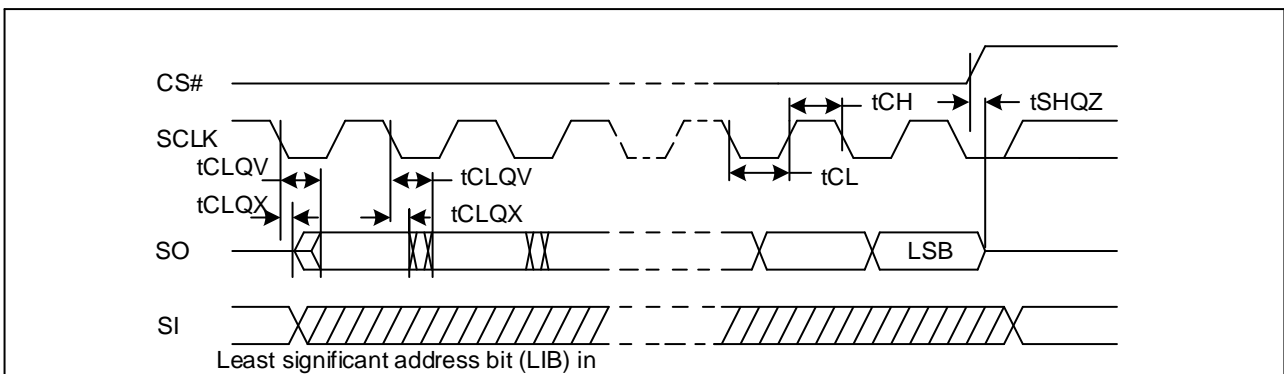 CS#
tCH
tSHQZ
SCLK
tCLQV
tCLQV
tCL
tCLQX
tCLQX
SO
LSB
SI
Least significant address bit (LIB) in